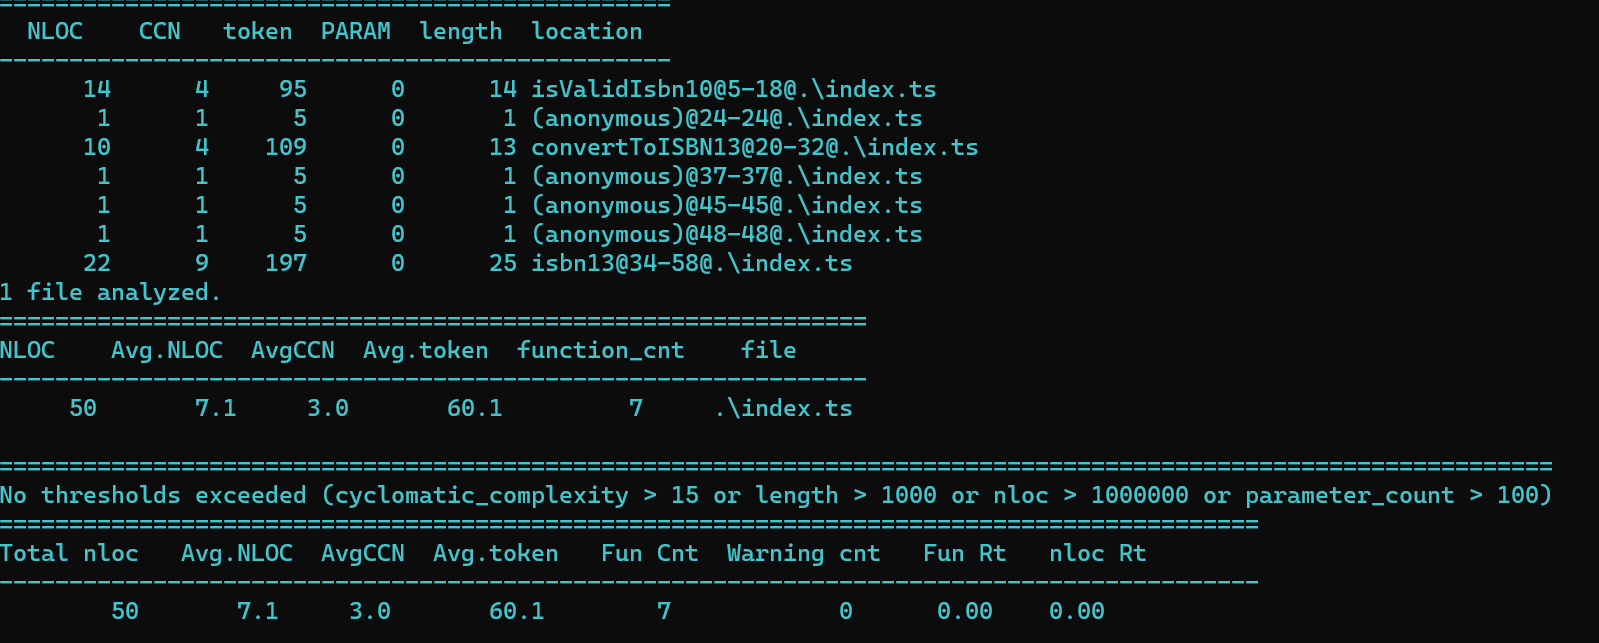 ================================================
  NLOC    CCN   token  PARAM  length  location
------------------------------------------------
      14      4     95      0      14 isValidIsbn10@5-18@.\index.ts
       1      1      5      0       1 (anonymous)@24-24@.\index.ts
      10      4    109      0      13 convertToISBN13@20-32@.\index.ts
       1      1      5      0       1 (anonymous)@37-37@.\index.ts
       1      1      5      0       1 (anonymous)@45-45@.\index.ts
       1      1      5      0       1 (anonymous)@48-48@.\index.ts
      22      9    197      0      25 isbn13@34-58@.\index.ts
1 file analyzed.
==============================================================
NLOC    Avg.NLOC  AvgCCN  Avg.token  function_cnt    file
--------------------------------------------------------------
     50       7.1     3.0       60.1         7     .\index.ts

===============================================================================================================
No thresholds exceeded (cyclomatic_complexity > 15 or length > 1000 or nloc > 1000000 or parameter_count > 100)
==========================================================================================
Total nloc   Avg.NLOC  AvgCCN  Avg.token   Fun Cnt  Warning cnt   Fun Rt   nloc Rt
------------------------------------------------------------------------------------------
        50       7.1     3.0       60.1        7            0      0.00    0.00